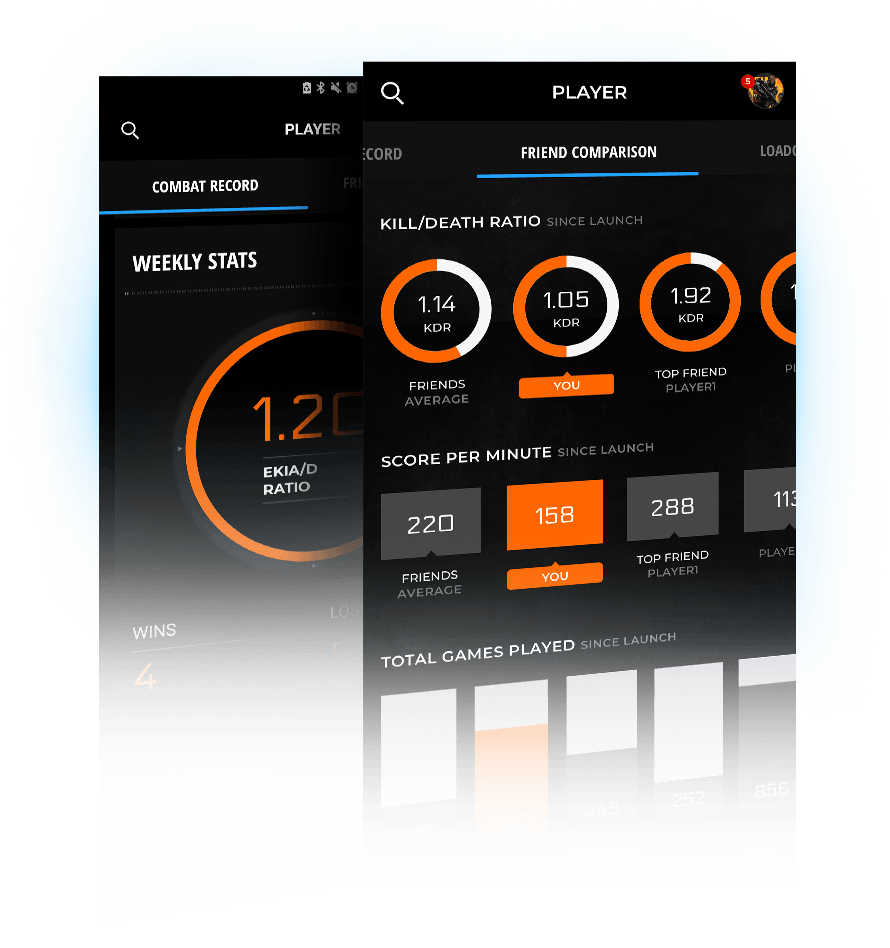 PLAYER
COMBAT RECORD
FRI
WEEKLY STATS
1.20
EKIA/D
RATIO
WINS
LOS
4
PLAYER
5
ECORD
FRIEND COMPARISON
LOADO
KILL/DEATH RATIO SINCE LAUNCH
1.14
KDR
1.05
KDR
1.92
KDR
1
FRIENDS
AVERAGE
YOU
TOP FRIEND
PLAYER1
PL
SCORE PER MINUTE SINCE LAUNCH
220
158
288
113
FRIENDS
AVERAGE
YOU
TOP FRIEND
PLAYER1
PLAYE
TOTAL GAMES PLAYED SINCE LAUNCH
445
252
856